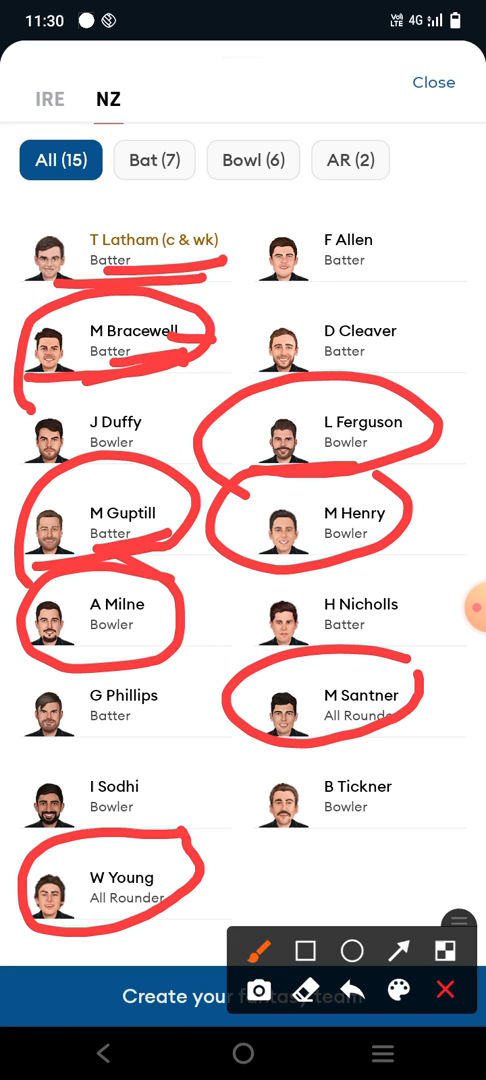 11:30
Vo)) 4G
Close
IRE NZ
All (15) Bat (7) Bowl (6) AR (2)
T Latham (c & wk)
Batter
F Allen
Batter
M Bracewell
Batter
D Cleaver
Batter
J Duffy
Bowler
L Ferguson
Bowler
M Guptill
Batter
M Henry
Bowler
A Milne
Bowler
H Nicholls
Batter
G Phillips
Batter
M Santner
All Rounder
I Sodhi
Bowler
B Tickner
Bowler
W Young
All Rounder
Create your fantasy team